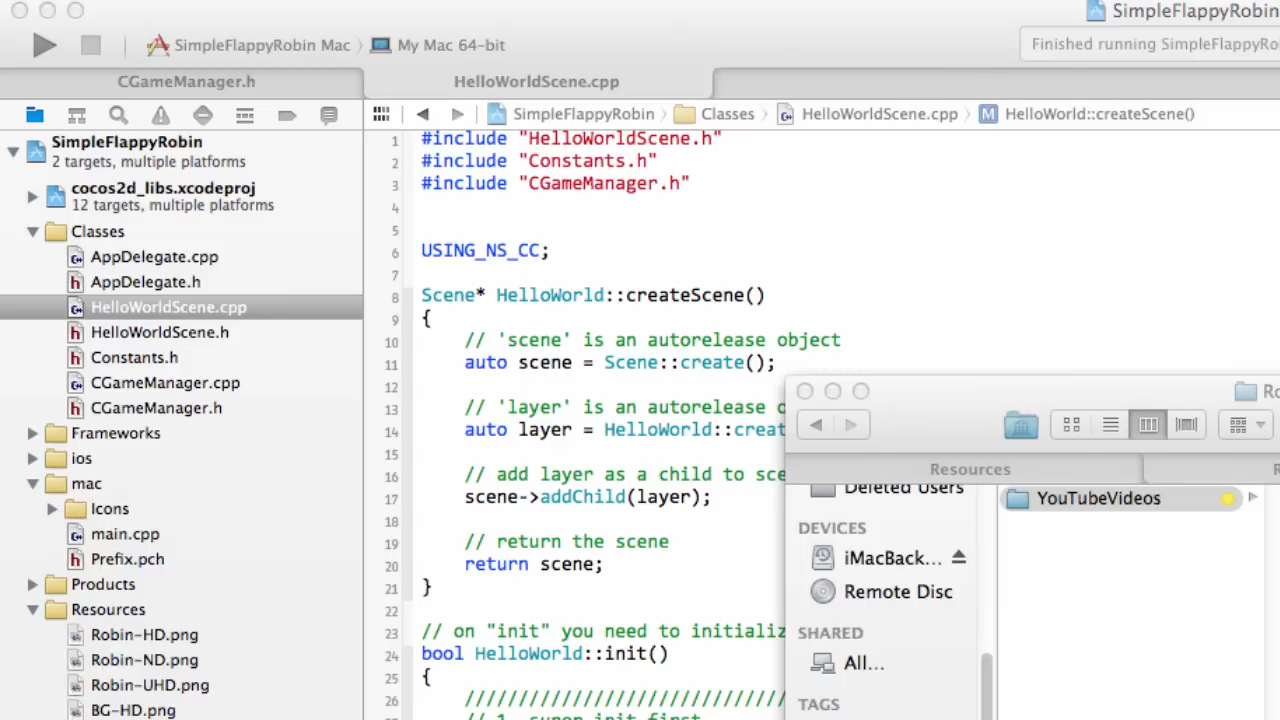 SimpleFlappyRobin
SimpleFlappyRobin Mac
My Mac 64-bit
Finished running SimpleFlappyRo
CGameManager.h
HelloWorldScene.cpp
SimpleFlappyRobin
Classes
HelloWorldScene.cpp
M
HelloWorld::createScene()
SimpleFlappyRobin
2 targets, multiple platforms
cocos2d_libs.xcodeproj
12 targets, multiple platforms
Classes
AppDelegate.cpp
AppDelegate.h
HelloWorldScene.cpp
HelloWorldScene.h
Constants.h
CGameManager.cpp
CGameManager.h
Frameworks
ios
mac
Icons
main.cpp
Prefix.pch
Products
Resources
Robin-HD.png
Robin-ND.png
Robin-UHD.png
BG-HD.png
1 #include "HelloWorldScene.h"
2 #include "Constants.h"
3 #include "CGameManager.h"
4
5
6 USING_NS_CC;
7
8 Scene* HelloWorld::createScene()
9 {
10 // 'scene' is an autorelease object
11 auto scene = Scene::create();
12
13 // 'layer' is an autorelease o
14 auto layer = HelloWorld::creat
15
16 // add layer as a child to sce
17 scene->addChild(layer);
18
19 // return the scene
20 return scene;
21 }
22
23 // on "init" you need to initializ
24 bool HelloWorld::init()
25 {
26 //////////////////////////////
// 1. super init first
Ro
Resources
R
Deleted Users
DEVICES
iMacBack...
Remote Disc
SHARED
All...
TAGS
YouTubeVideos